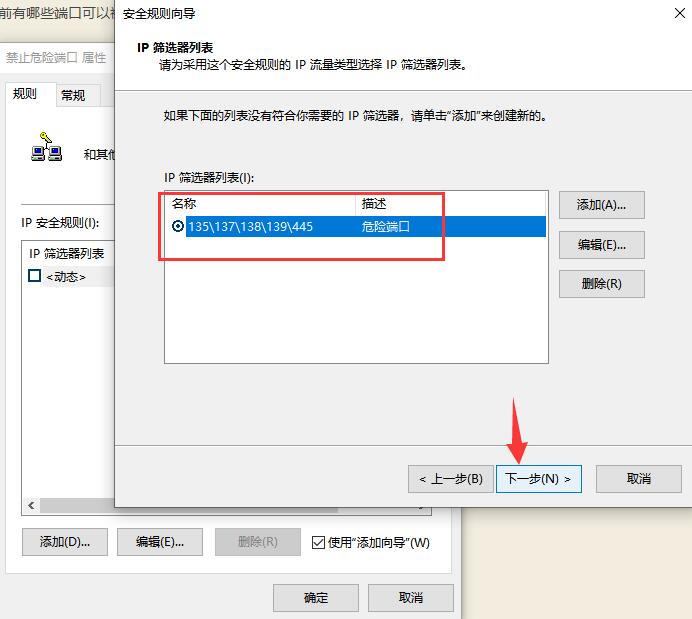 前有哪些端口可以
安全规则向导
IP 筛选器列表
请为采用这个安全规则的 IP 流量类型选择 IP 筛选器列表。
如果下面的列表没有符合你需要的 IP 筛选器，请单击“添加”来创建新的。
IP 筛选器列表(I):
名称 描述
135\137\138\139\445 危险端口
添加(A)...
编辑(E)...
删除(R)
< 上一步(B) 下一步(N) > 取消
禁止危险端口 属性
规则 常规
和其他
IP 安全规则(I):
IP 筛选器列表
<动态>
添加(D)... 编辑(E)... 删除(R) 使用“添加向导”(W)
确定 取消